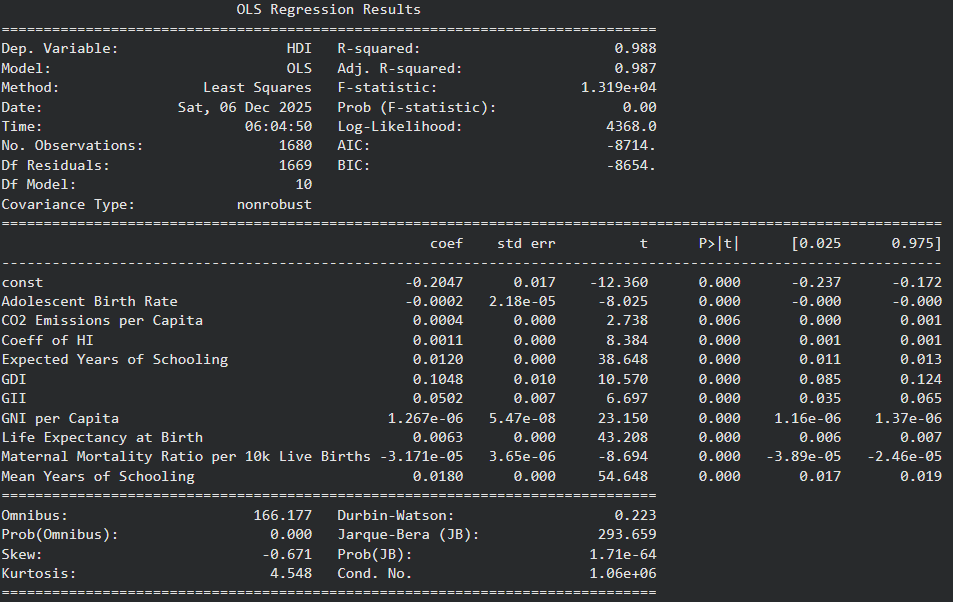 OLS Regression Results
==============================================================================
Dep. Variable: HDI R-squared: 0.988
Model: OLS Adj. R-squared: 0.987
Method: Least Squares F-statistic: 1.319e+04
Date: Sat, 06 Dec 2025 Prob (F-statistic): 0.00
Time: 06:04:50 Log-Likelihood: 4368.0
No. Observations: 1680 AIC: -8714.
Df Residuals: 1669 BIC: -8654.
Df Model: 10
Covariance Type: nonrobust
================================================================================================================
coef std err t P>|t| [0.025 0.975]
----------------------------------------------------------------------------------------------------------------
const -0.2047 0.017 -12.360 0.000 -0.237 -0.172
Adolescent Birth Rate -0.0002 2.18e-05 -8.025 0.000 -0.000 -0.000
CO2 Emissions per Capita 0.0004 0.000 2.738 0.006 0.000 0.001
Coeff of HI 0.0011 0.000 8.384 0.000 0.001 0.001
Expected Years of Schooling 0.0120 0.000 38.648 0.000 0.011 0.013
GDI 0.1048 0.010 10.570 0.000 0.085 0.124
GII 0.0502 0.007 6.697 0.000 0.035 0.065
GNI per Capita 1.267e-06 5.47e-08 23.150 0.000 1.16e-06 1.37e-06
Life Expectancy at Birth 0.0063 0.000 43.208 0.000 0.006 0.007
Maternal Mortality Ratio per 10k Live Births -3.171e-05 3.65e-06 -8.694 0.000 -3.89e-05 -2.46e-05
Mean Years of Schooling 0.0180 0.000 54.648 0.000 0.017 0.019
==============================================================================
Omnibus: 166.177 Durbin-Watson: 0.223
Prob(Omnibus): 0.000 Jarque-Bera (JB): 293.659
Skew: -0.671 Prob(JB): 1.71e-64
Kurtosis: 4.548 Cond. No. 1.06e+06
==============================================================================